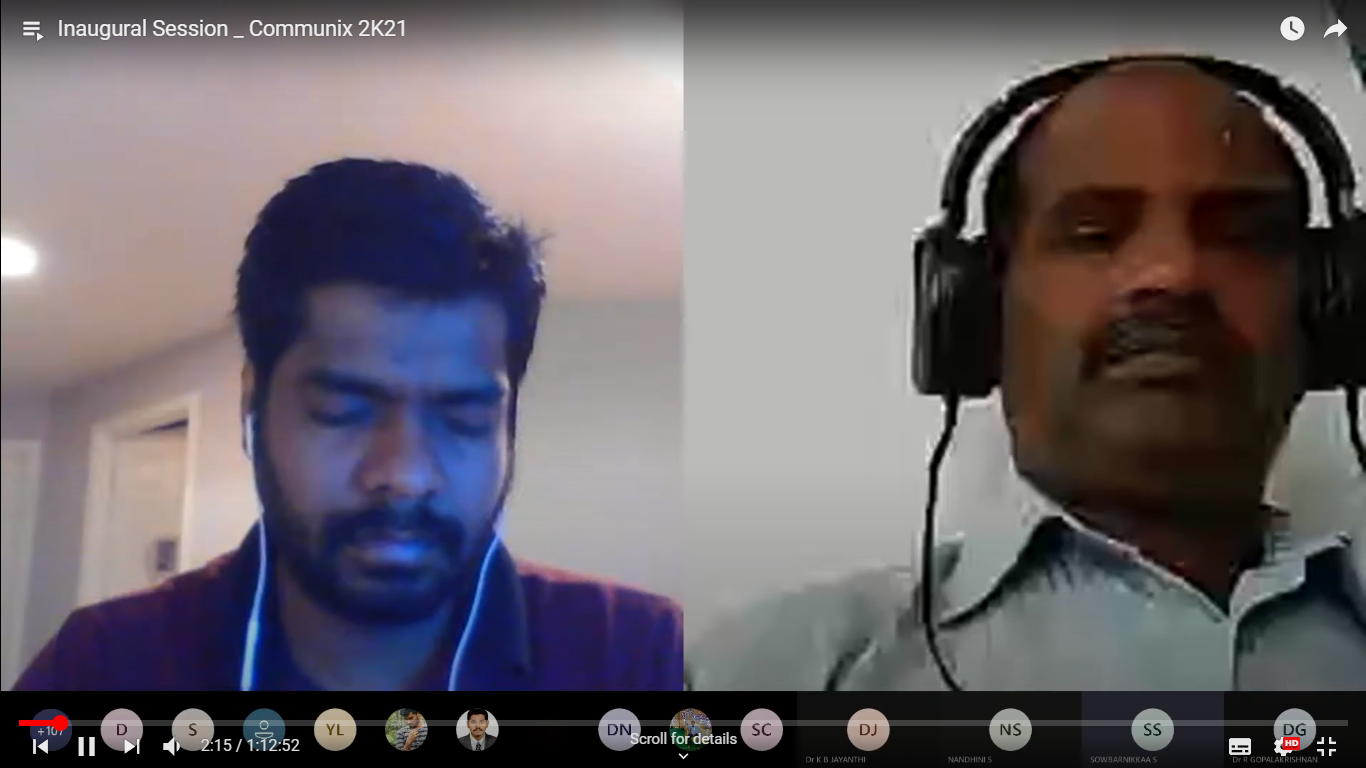 Inaugural Session _ Communix 2K21
+107
D
S
YL
DN
SC
DJ
NS
SS
DG
Scroll for details
2:15 / 1:12:52
HD
Dr K B JAYANTHI
NANDHINI S
SOWBARNIKKAA S
Dr R GOPALAKRISHNAN